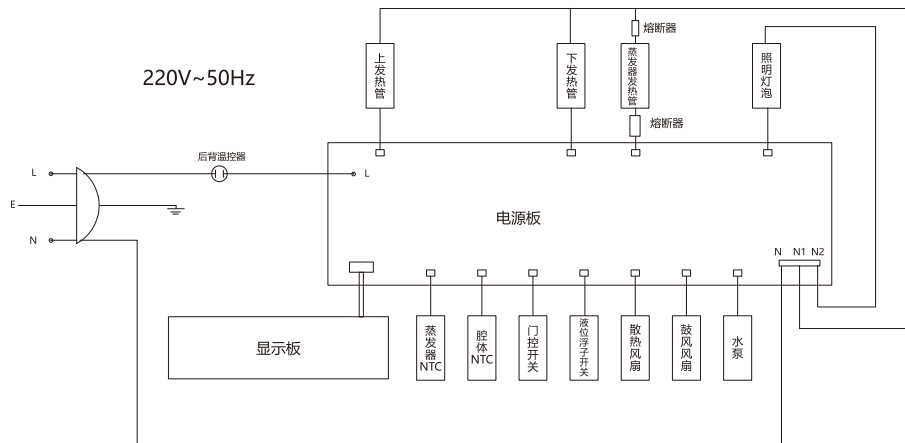 熔断器
上发热管
下发热管
蒸发器发热管
照明灯泡
220V~50Hz
熔断器
后背温控器
L
L
E
电源板
N
N N1 N2
显示板
蒸发器NTC
腔体NTC
门控开关
液位浮子开关
散热风扇
鼓风风扇
水泵